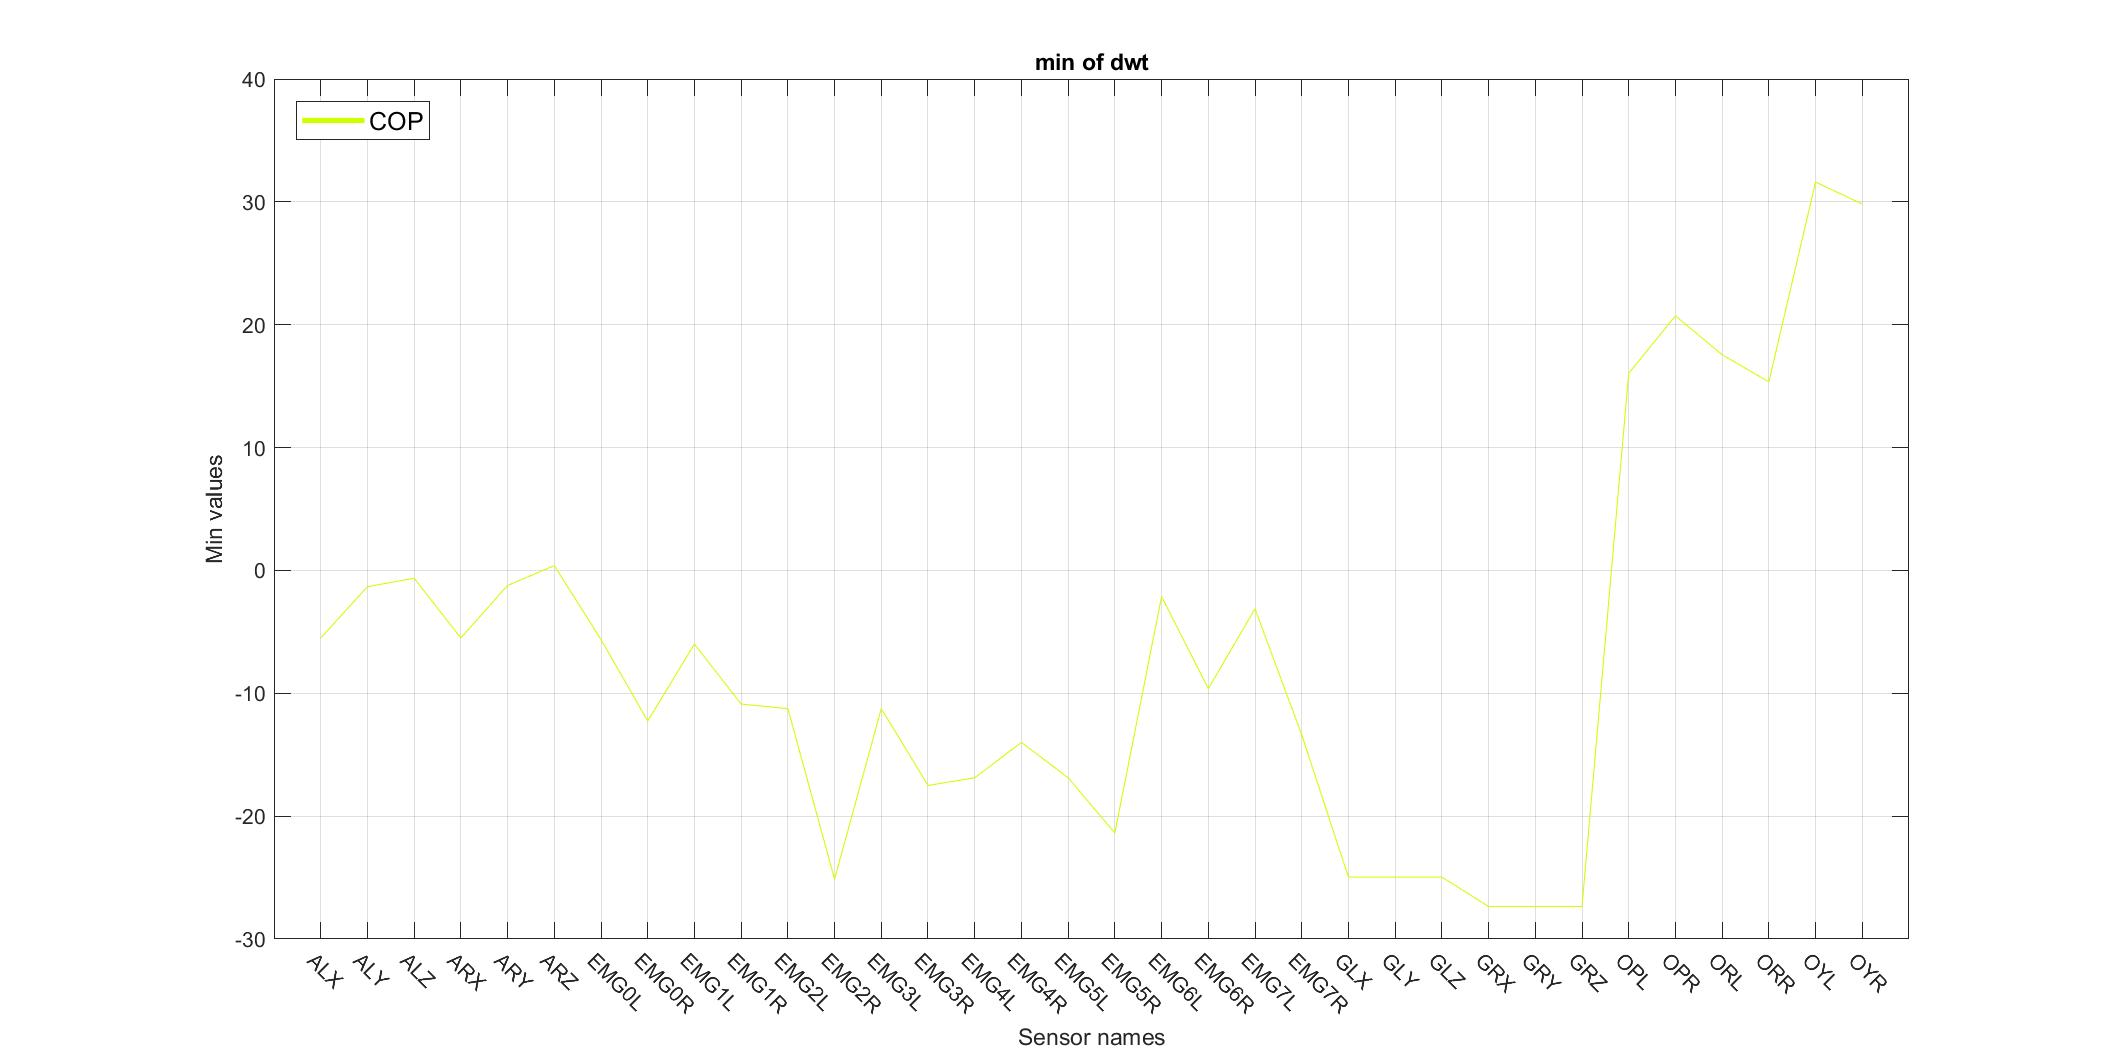 min of dwt
COP
40
30
20
10
0
-10
-20
-30
Min values
ALX
ALY
ALZ
ARX
ARY
ARZ
EMG0L
EMG0R
EMG1L
EMG1R
EMG2L
EMG2R
EMG3L
EMG3R
EMG4L
EMG4R
EMG5L
EMG5R
EMG6L
EMG6R
EMG7L
EMG7R
GLX
GLY
GLZ
GRX
GRY
GRZ
OPL
OPR
ORL
ORR
OYL
OYR
Sensor names